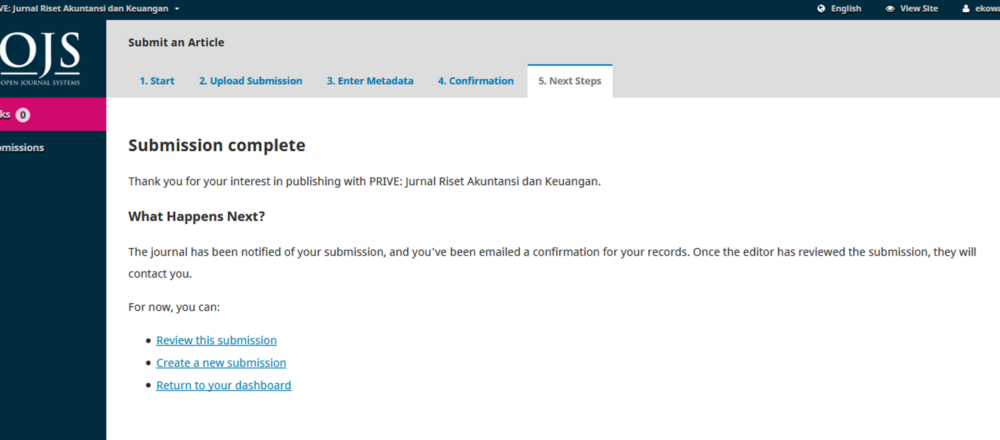 : Jurnal Riset Akuntansi dan Keuangan
English
View Site
OJS
OPEN JOURNAL SYSTEMS
0
Submit an Article
1. Start
2. Upload Submission
3. Enter Metadata
4. Confirmation
5. Next Steps
Submission complete
Thank you for your interest in publishing with PRIVE: Jurnal Riset Akuntansi dan Keuangan.
What Happens Next?
The journal has been notified of your submission, and you've been emailed a confirmation for your records. Once the editor has reviewed the submission, they will
contact you.
For now, you can:
Review this submission
Create a new submission
Return to your dashboard